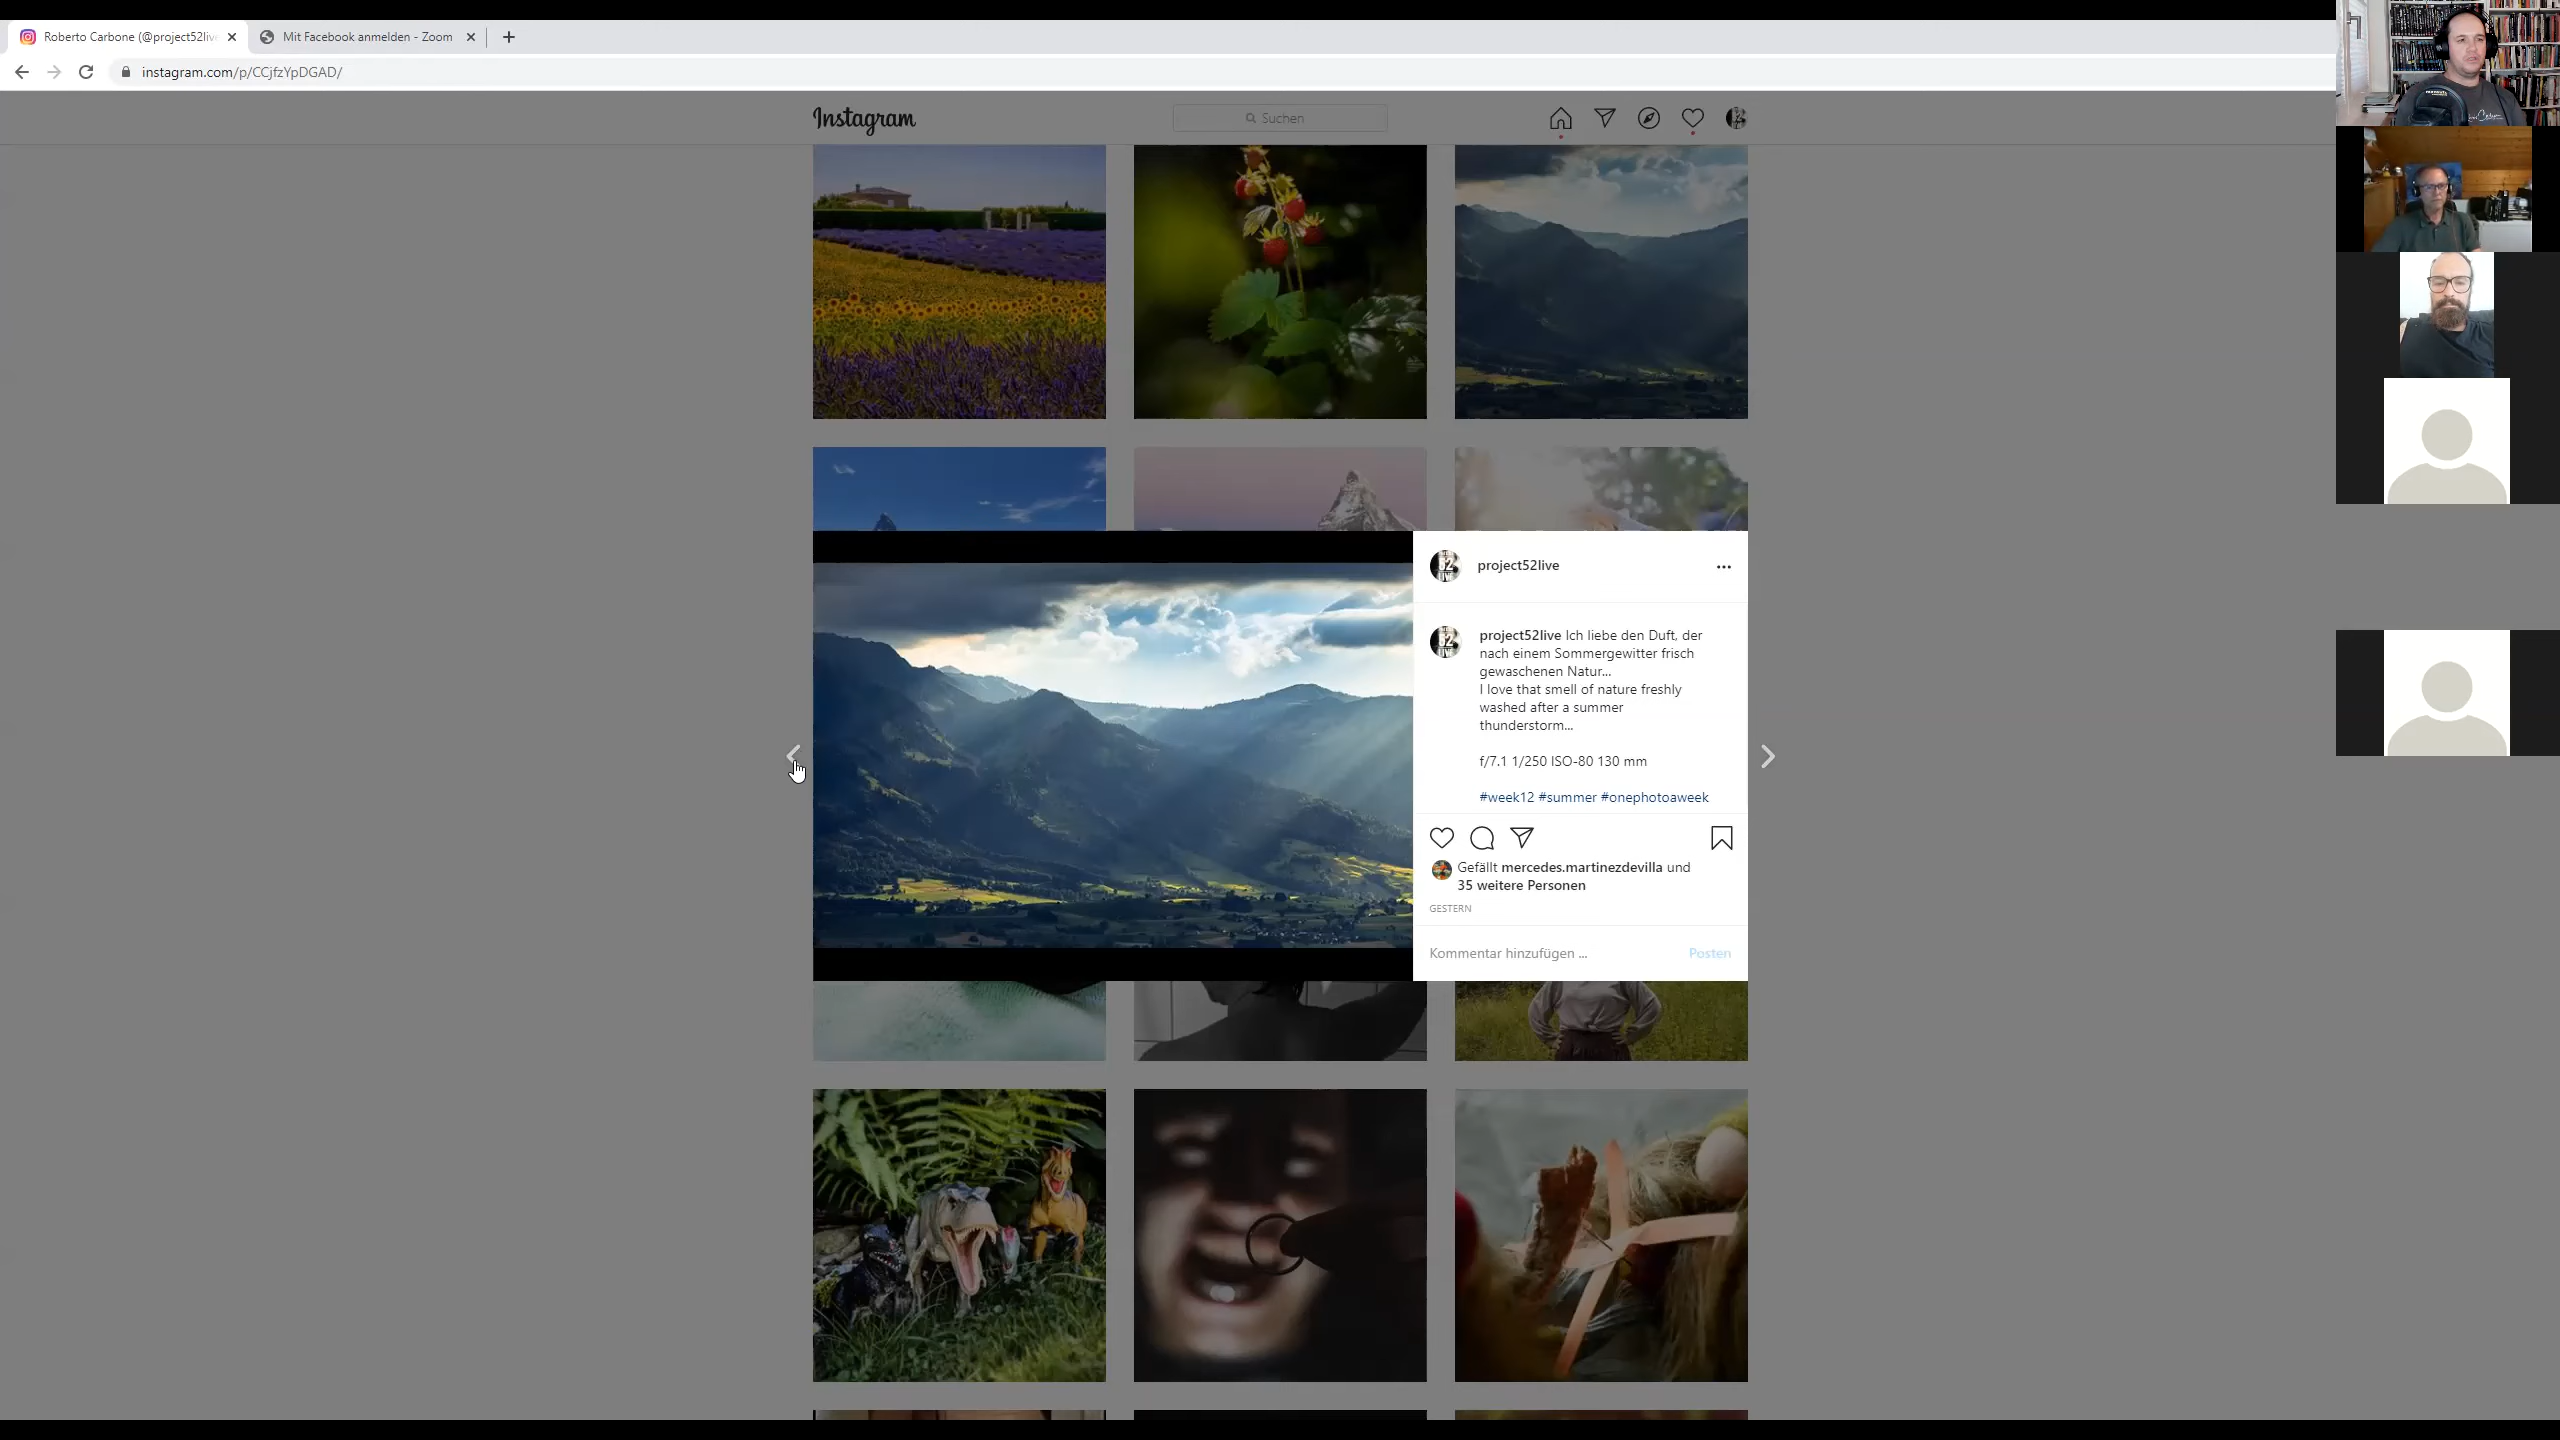 Roberto Carbone (@project52liv
Mit Facebook anmelden - Zoom
instagram.com/p/CCjfzYpDGAD/
Instagram
Suchen
project52live
project52live Ich liebe den Duft, der
nach einem Sommergewitter frisch
gewaschenen Natur...
I love that smell of nature freshly
washed after a summer
thunderstorm...
f/7.1 1/250 ISO-80 130 mm
#week12 #summer #onephotoaweek
Gefällt mercedes.martinezdevilla und
35 weitere Personen
GESTERN
Kommentar hinzufügen ...
Posten